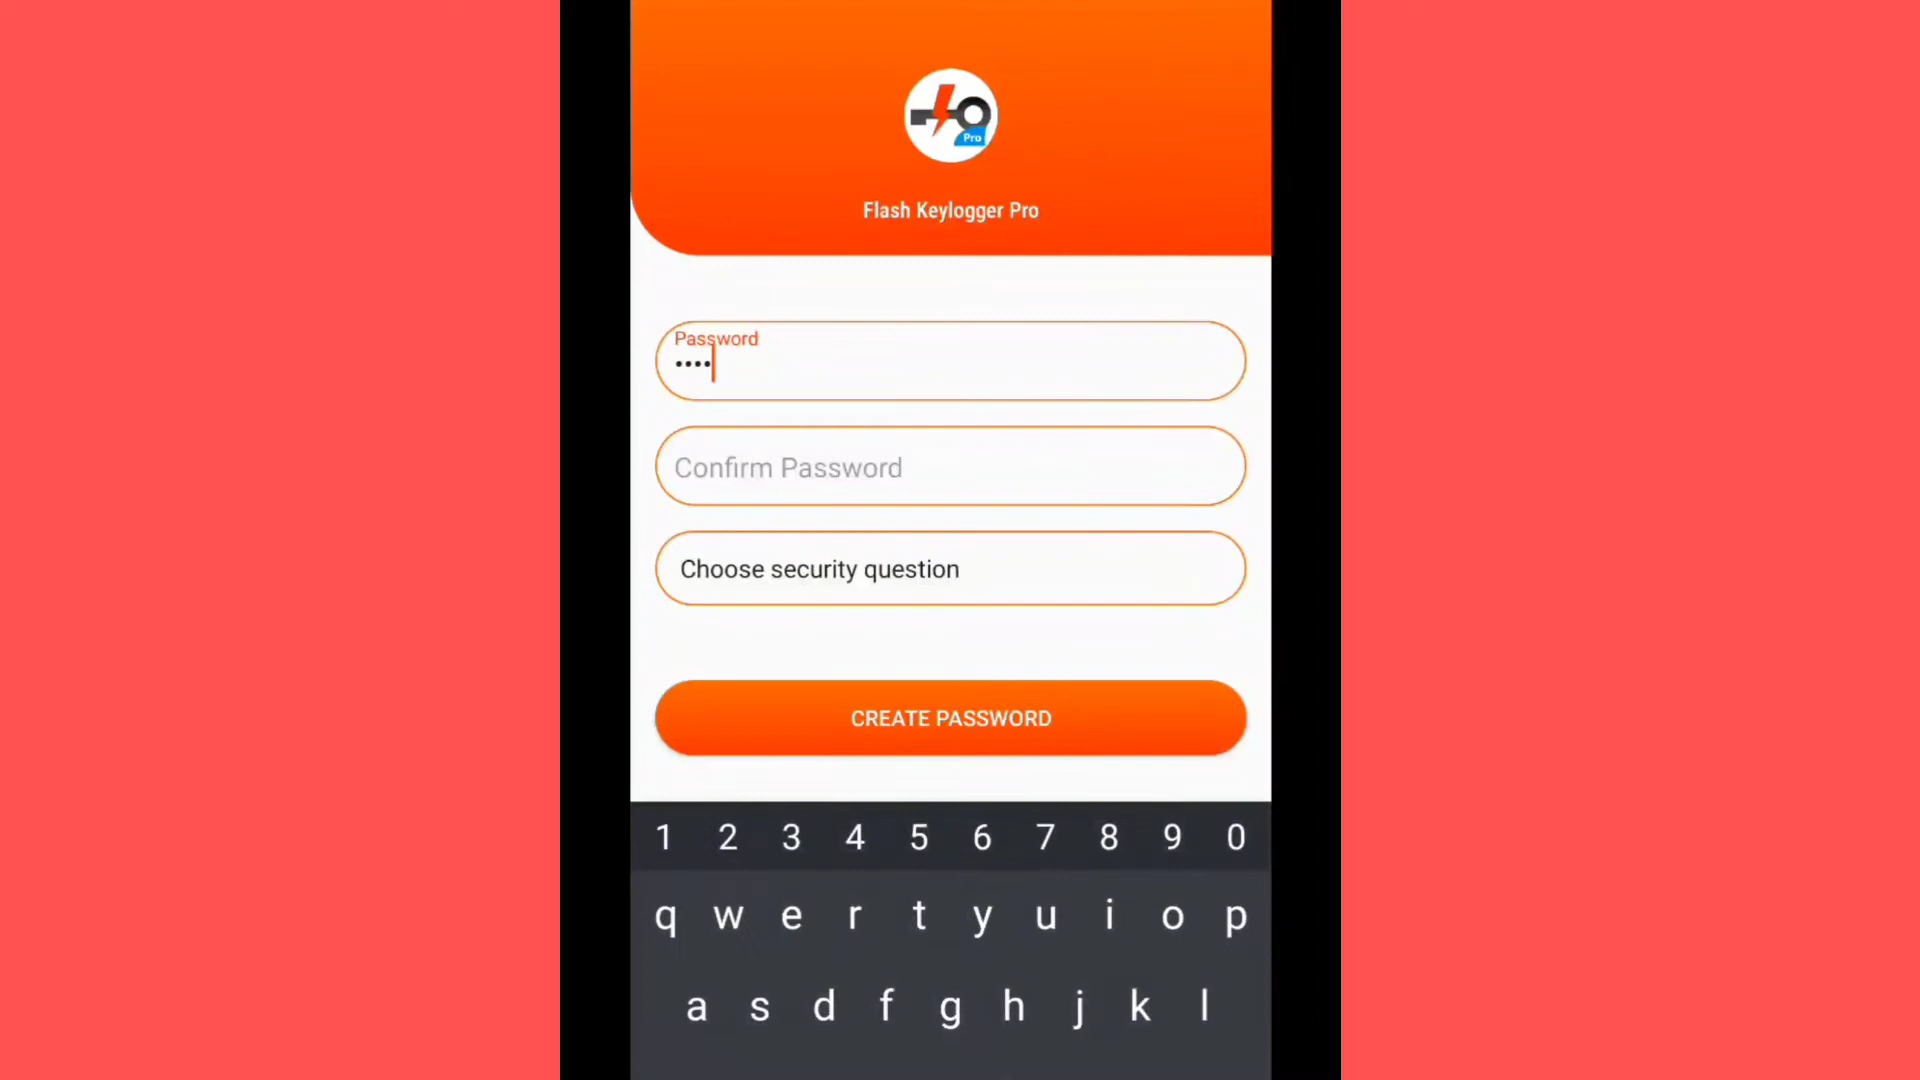 Pro
Flash Keylogger Pro
Password
••••
Confirm Password
Choose security question
CREATE PASSWORD
1 2 3 4 5 6 7 8 9 0
q w e r t y u i o p
a s d f g h j k l